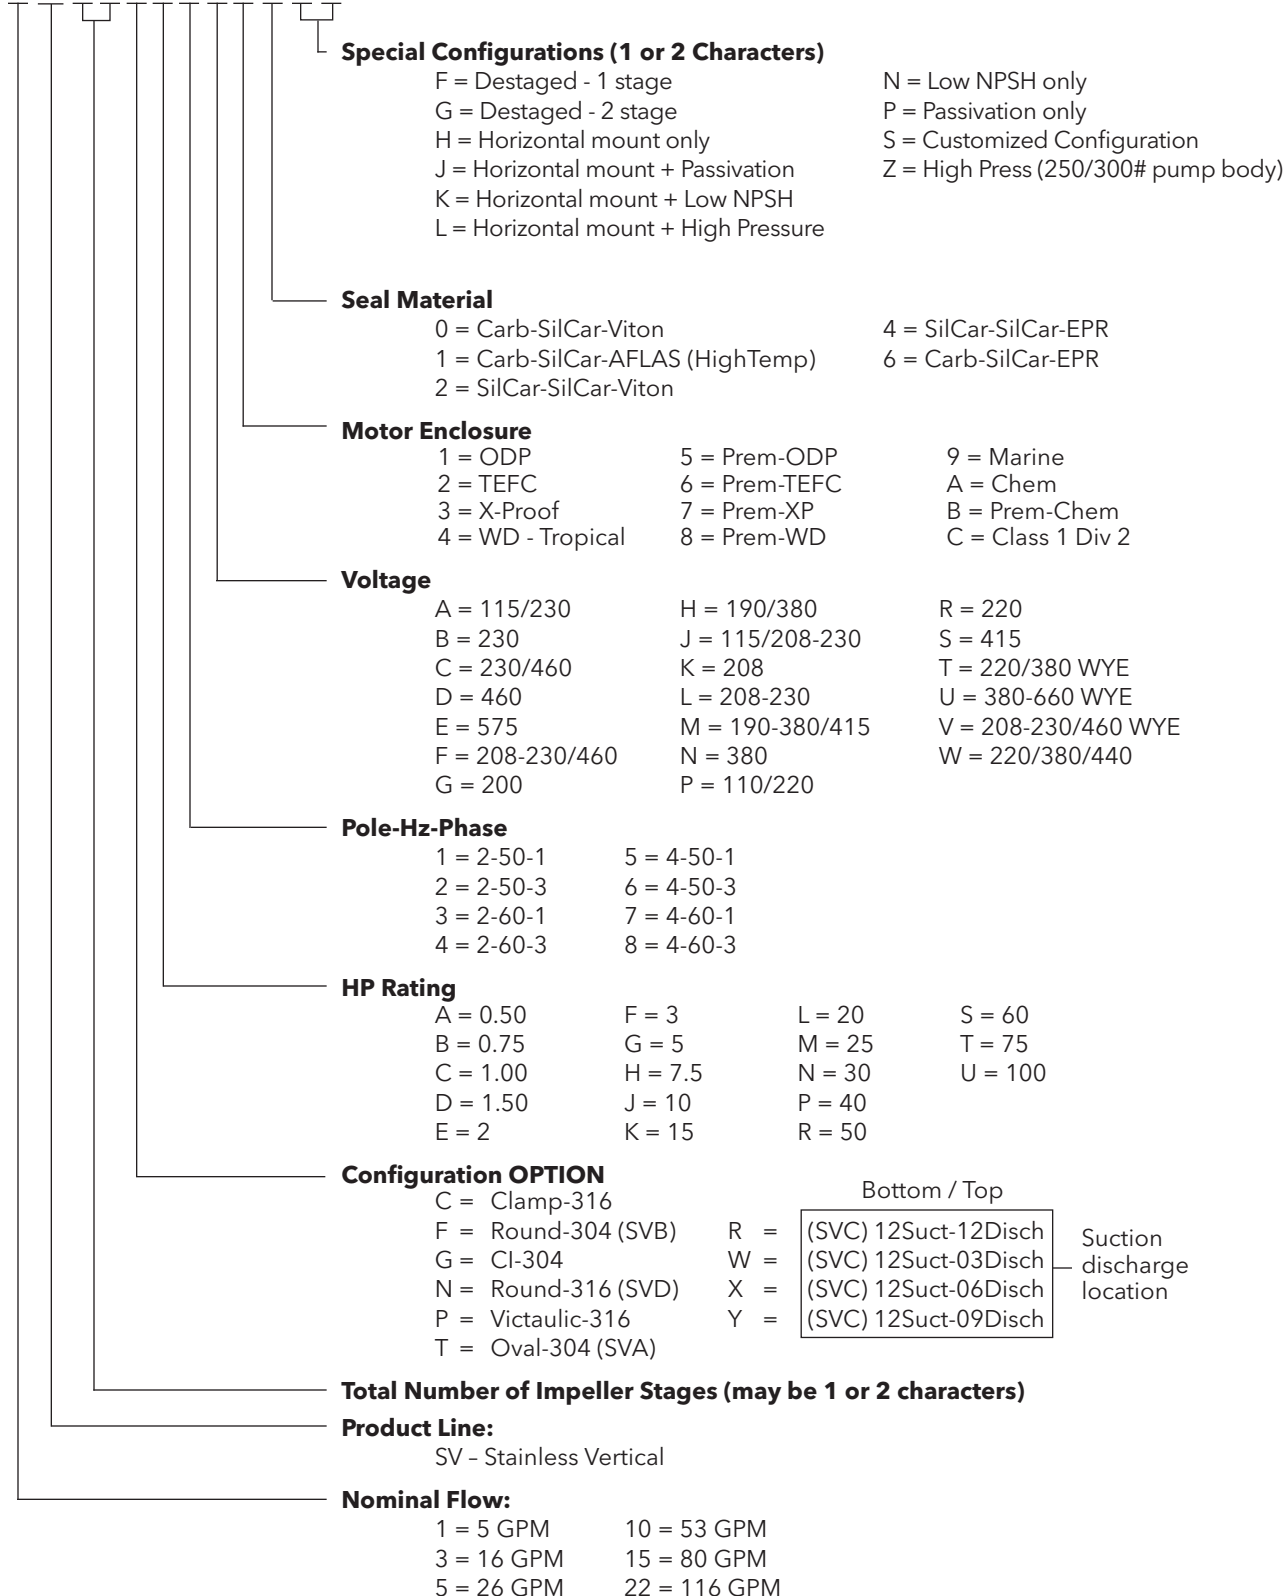 Special Configurations (1 or 2 Characters)
F = Destaged - 1 stage N = Low NPSH only
G = Destaged - 2 stage P = Passivation only
H = Horizontal mount only S = Customized Configuration
J = Horizontal mount + Passivation Z = High Press (250/300# pump body)
K = Horizontal mount + Low NPSH
L = Horizontal mount + High Pressure
Seal Material
0 = Carb-SilCar-Viton 4 = SilCar-SilCar-EPR
1 = Carb-SilCar-AFLAS (HighTemp) 6 = Carb-SilCar-EPR
2 = SilCar-SilCar-Viton
Motor Enclosure
1 = ODP 5 = Prem-ODP 9 = Marine
2 = TEFC 6 = Prem-TEFC A = Chem
3 = X-Proof 7 = Prem-XP B = Prem-Chem
4 = WD - Tropical 8 = Prem-WD C = Class 1 Div 2
Voltage
A = 115/230 H = 190/380 R = 220
B = 230 J = 115/208-230 S = 415
C = 230/460 K = 208 T = 220/380 WYE
D = 460 L = 208-230 U = 380-660 WYE
E = 575 M = 190-380/415 V = 208-230/460 WYE
F = 208-230/460 N = 380 W = 220/380/440
G = 200 P = 110/220
Pole-Hz-Phase
1 = 2-50-1 5 = 4-50-1
2 = 2-50-3 6 = 4-50-3
3 = 2-60-1 7 = 4-60-1
4 = 2-60-3 8 = 4-60-3
HP Rating
A = 0.50 F = 3 L = 20 S = 60
B = 0.75 G = 5 M = 25 T = 75
C = 1.00 H = 7.5 N = 30 U = 100
D = 1.50 J = 10 P = 40
E = 2 K = 15 R = 50
Configuration OPTION
Bottom / Top
C = Clamp-316
F = Round-304 (SVB) R = (SVC) 12Suct-12Disch
G = CI-304 W = (SVC) 12Suct-03Disch
N = Round-316 (SVD) X = (SVC) 12Suct-06Disch
P = Victaulic-316 Y = (SVC) 12Suct-09Disch
T = Oval-304 (SVA)
Suction
discharge
location
Total Number of Impeller Stages (may be 1 or 2 characters)
Product Line:
SV – Stainless Vertical
Nominal Flow:
1 = 5 GPM 10 = 53 GPM
3 = 16 GPM 15 = 80 GPM
5 = 26 GPM 22 = 116 GPM